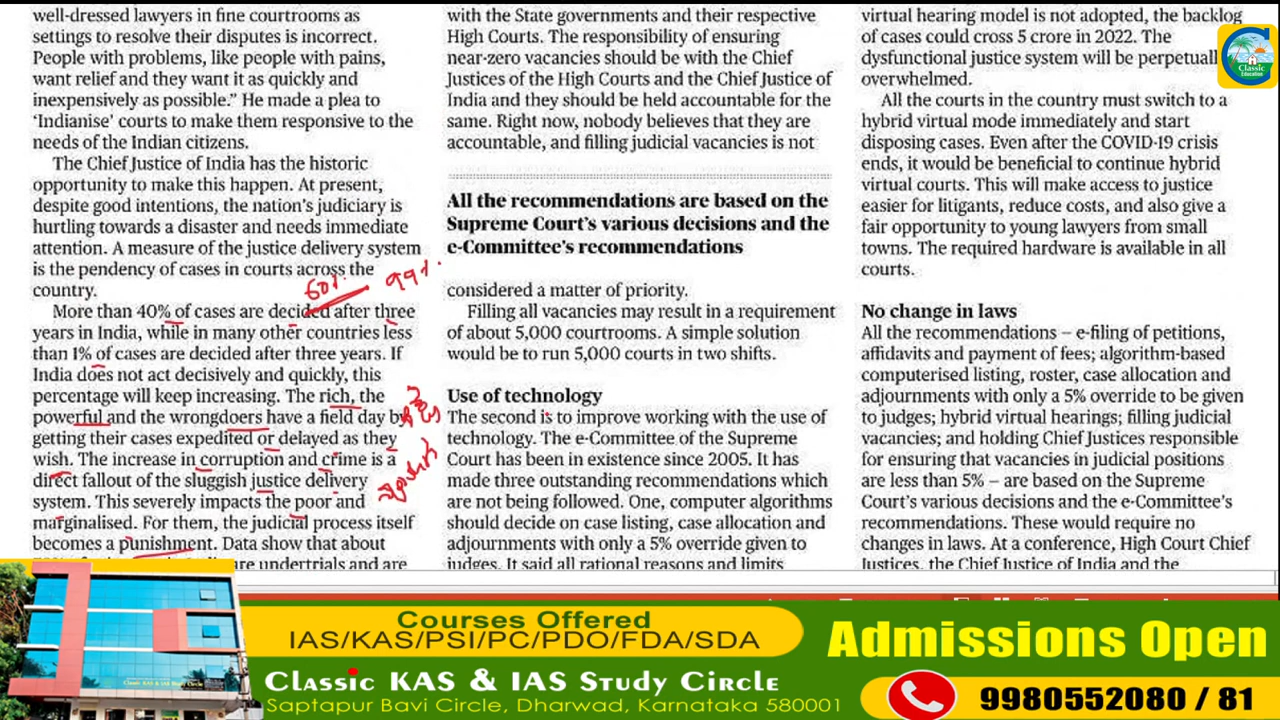 well-dressed lawyers in fine courtrooms as
settings to resolve their disputes is incorrect.
People with problems, like people with pains,
want relief and they want it as quickly and
inexpensively as possible.” He made a plea to
‘Indianise’ courts to make them responsive to the
needs of the Indian citizens.
The Chief Justice of India has the historic
opportunity to make this happen. At present,
despite good intentions, the nation’s judiciary is
hurtling towards a disaster and needs immediate
attention. A measure of the justice delivery system
is the pendency of cases in courts across the
country.
60% 99%
More than 40% of cases are decided after three
years in India, while in many other countries less
than 1% of cases are decided after three years. If
India does not act decisively and quickly, this
percentage will keep increasing. The rich, the
powerful and the wrongdoers have a field day by
getting their cases expedited or delayed as they
wish. The increase in corruption and crime is a
direct fallout of the sluggish justice delivery
system. This severely impacts the poor and
marginalised. For them, the judicial process itself
becomes a punishment. Data show that about
are undertrials and are
with the State governments and their respective
High Courts. The responsibility of ensuring
near-zero vacancies should be with the Chief
Justices of the High Courts and the Chief Justice of
India and they should be held accountable for the
same. Right now, nobody believes that they are
accountable, and filling judicial vacancies is not
All the recommendations are based on the
Supreme Court’s various decisions and the
e-Committee’s recommendations
considered a matter of priority.
Filling all vacancies may result in a requirement
of about 5,000 courtrooms. A simple solution
would be to run 5,000 courts in two shifts.
Use of technology
The second is to improve working with the use of
technology. The e-Committee of the Supreme
Court has been in existence since 2005. It has
made three outstanding recommendations which
are not being followed. One, computer algorithms
should decide on case listing, case allocation and
adjournments with only a 5% override given to
judges. It said all rational reasons and limits
virtual hearing model is not adopted, the backlog
of cases could cross 5 crore in 2022. The
dysfunctional justice system will be perpetually
overwhelmed.
All the courts in the country must switch to a
hybrid virtual mode immediately and start
disposing cases. Even after the COVID-19 crisis
ends, it would be beneficial to continue hybrid
virtual courts. This will make access to justice
easier for litigants, reduce costs, and also give a
fair opportunity to young lawyers from small
towns. The required hardware is available in all
courts.
No change in laws
All the recommendations – e-filing of petitions,
affidavits and payment of fees; algorithm-based
computerised listing, roster, case allocation and
adjournments with only a 5% override to be given
to judges; hybrid virtual hearings; filling judicial
vacancies; and holding Chief Justices responsible
for ensuring that vacancies in judicial positions
are less than 5% – are based on the Supreme
Court’s various decisions and the e-Committee’s
recommendations. These would require no
changes in laws. At a conference, High Court Chief
Justices, the Chief Justice of India and the
Classic
Education
Courses Offered
IAS/KAS/PSI/PC/PDO/FDA/SDA
Classic KAS & IAS Study Circle
Saptapur Bavi Circle, Dharwad, Karnataka 580001
Admissions Open
9980552080 / 81